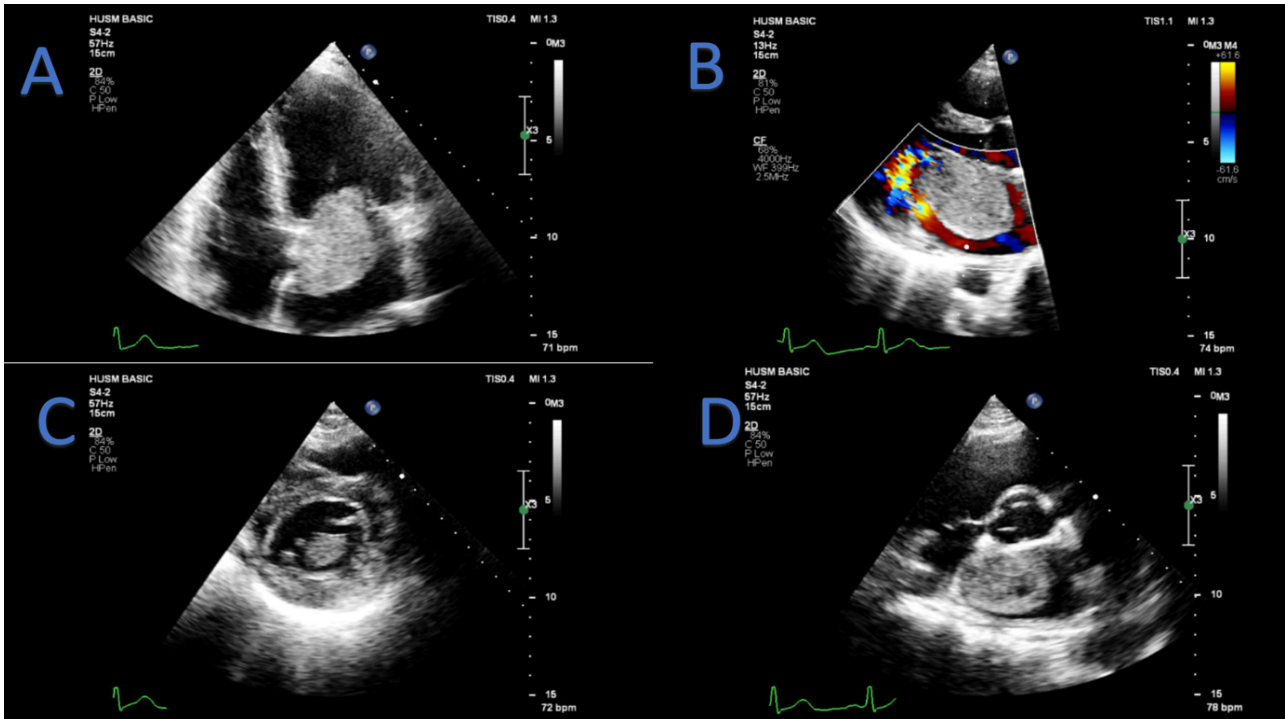 A
HUSM BASIC
TIS0.4 MI 1.3
S4-2
57Hz
15cm
2D
84%
C 50
P Low
HPen
0M3
X3
5
10
15
71 bpm
B
HUSM BASIC
TIS1.1 MI 1.3
S4-2
13Hz
15cm
2D
81%
C 50
P Low
HPen
CF
68%
4000Hz
WF 399Hz
2.5MHz
0M3 M4
+61.6
-61.6
cm/s
5
X3
10
15
74 bpm
C
HUSM BASIC
TIS0.4 MI 1.3
S4-2
57Hz
15cm
2D
84%
C 50
P Low
HPen
0M3
5
X3
10
15
72 bpm
D
HUSM BASIC
TIS0.4 MI 1.3
S4-2
57Hz
15cm
2D
84%
C 50
P Low
HPen
0M3
5
X3
10
15
78 bpm